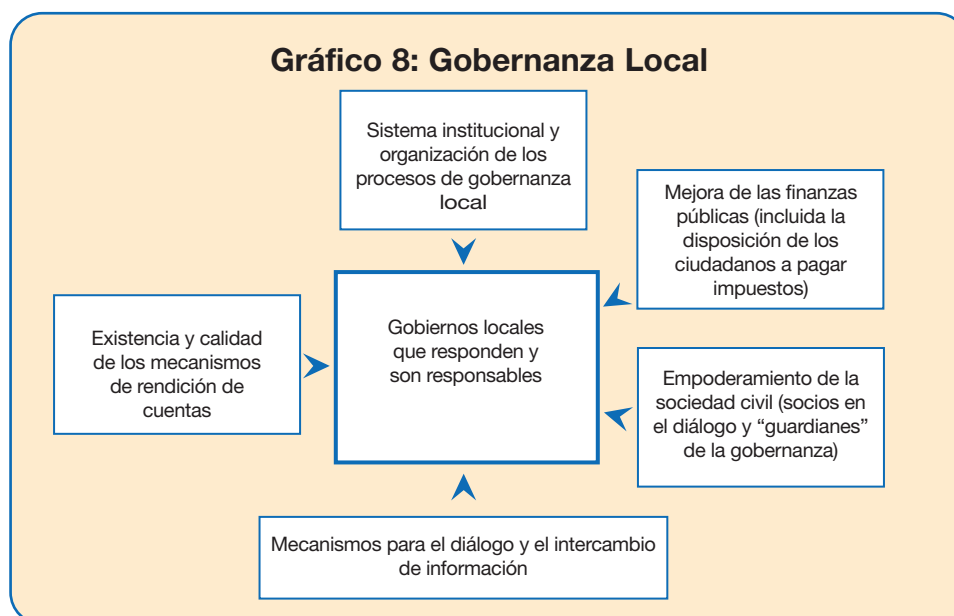 Gráfico 8: Gobernanza Local
Sistema institucional y
organización de los
procesos de gobernanza
local
Mejora de las finanzas
públicas (incluida la
disposición de los
ciudadanos a pagar
impuestos)
Existencia y calidad
de los mecanismos
de rendición de
cuentas
Gobiernos locales
que responden y
son responsables
Empoderamiento de la
sociedad civil (socios en
el diálogo y “guardianes”
de la gobernanza)
Mecanismos para el diálogo y el intercambio
de información